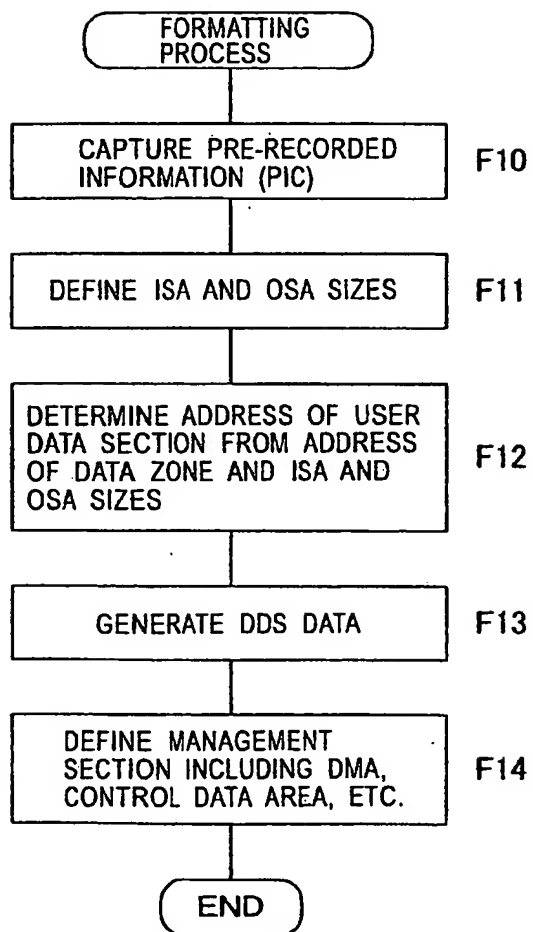 FORMATTING
PROCESS
CAPTURE PRE-RECORDED
INFORMATION (PIC)
F10
DEFINE ISA AND OSA SIZES
F11
DETERMINE ADDRESS OF USER
DATA SECTION FROM ADDRESS
OF DATA ZONE AND ISA AND
OSA SIZES
F12
GENERATE DDS DATA
F13
DEFINE MANAGEMENT
SECTION INCLUDING DMA,
CONTROL DATA AREA, ETC.
F14
END